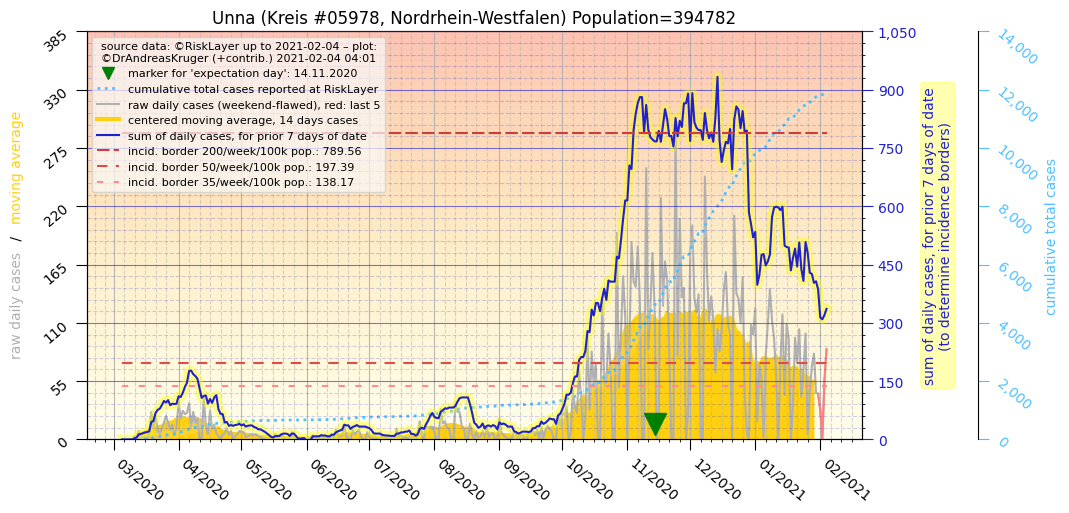 Unna (Kreis #05978, Nordrhein-Westfalen) Population=394782
source data: ©RiskLayer up to 2021-02-04 – plot:
©DrAndreasKruger (+contrib.) 2021-02-04 04:01
marker for 'expectation day': 14.11.2020
cumulative total cases reported at RiskLayer
raw daily cases (weekend-flawed), red: last 5
centered moving average, 14 days cases
sum of daily cases, for prior 7 days of date
incid. border 200/week/100k pop.: 789.56
incid. border 50/week/100k pop.: 197.39
incid. border 35/week/100k pop.: 138.17
raw daily cases / moving average
385
330
275
220
165
110
55
0
03/2020
04/2020
05/2020
06/2020
07/2020
08/2020
09/2020
10/2020
11/2020
12/2020
01/2021
02/2021
1,050
900
750
600
450
300
150
0
sum of daily cases, for prior 7 days of date
(to determine incidence borders)
14,000
12,000
10,000
8,000
6,000
4,000
2,000
0
cumulative total cases